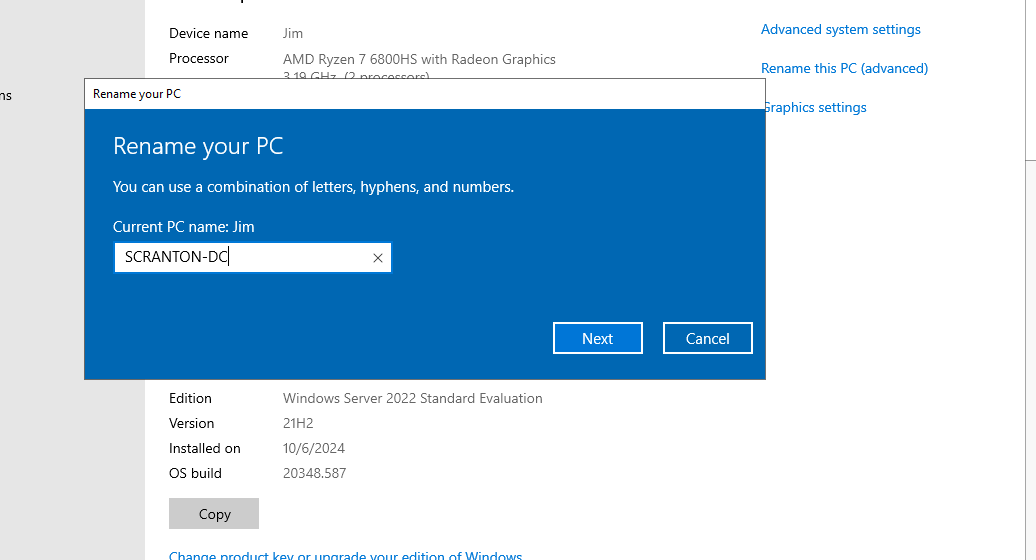 Device name Jim
Processor AMD Ryzen 7 6800HS with Radeon Graphics
3.19 GHz (2 processors)
Advanced system settings
Rename this PC (advanced)
Graphics settings
ns
Rename your PC
Rename your PC
You can use a combination of letters, hyphens, and numbers.
Current PC name: Jim
SCRANTON-DC
Next Cancel
Edition Windows Server 2022 Standard Evaluation
Version 21H2
Installed on 10/6/2024
OS build 20348.587
Copy
Change product key or upgrade your edition of Windows